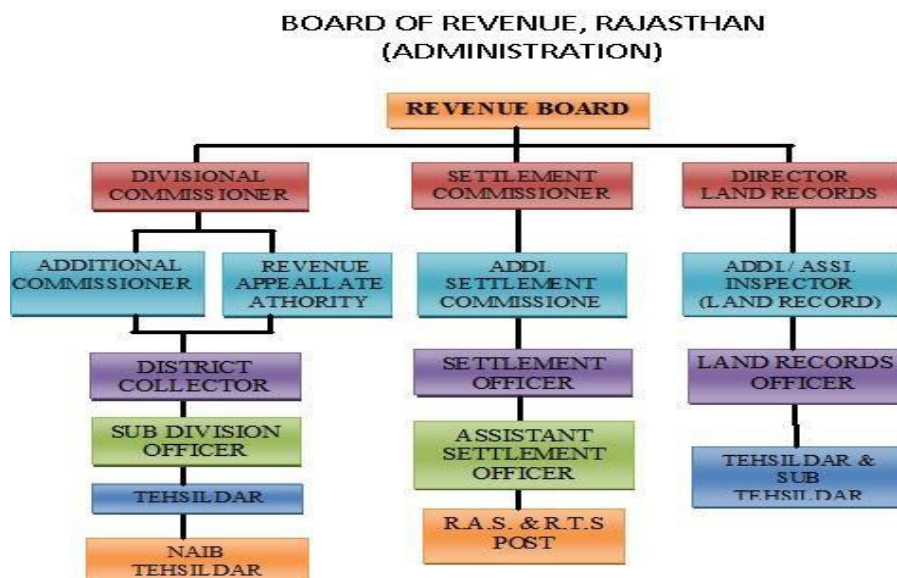 BOARD OF REVENUE, RAJASTHAN
(ADMINISTRATION)
REVENUE BOARD
DIVISIONAL
COMMISSIONER
SETTLEMENT
COMMISSIONER
DIRECTOR
LAND RECORDS
ADDITIONAL
COMMISSIONER
REVENUE
APPEALLATE
ATHORITY
ADDI.
SETTLEMENT
COMMISSIONE
ADDI. / ASSI.
INSPECTOR
(LAND RECORD)
DISTRICT
COLLECTOR
SETTLEMENT
OFFICER
LAND RECORDS
OFFICER
SUB DIVISION
OFFICER
ASSISTANT
SETTLEMENT
OFFICER
TEHSILDAR &
SUB
TEHSILDAR
TEHSILDAR
R.A.S. & R.T.S
POST
NAIB
TEHSILDAR